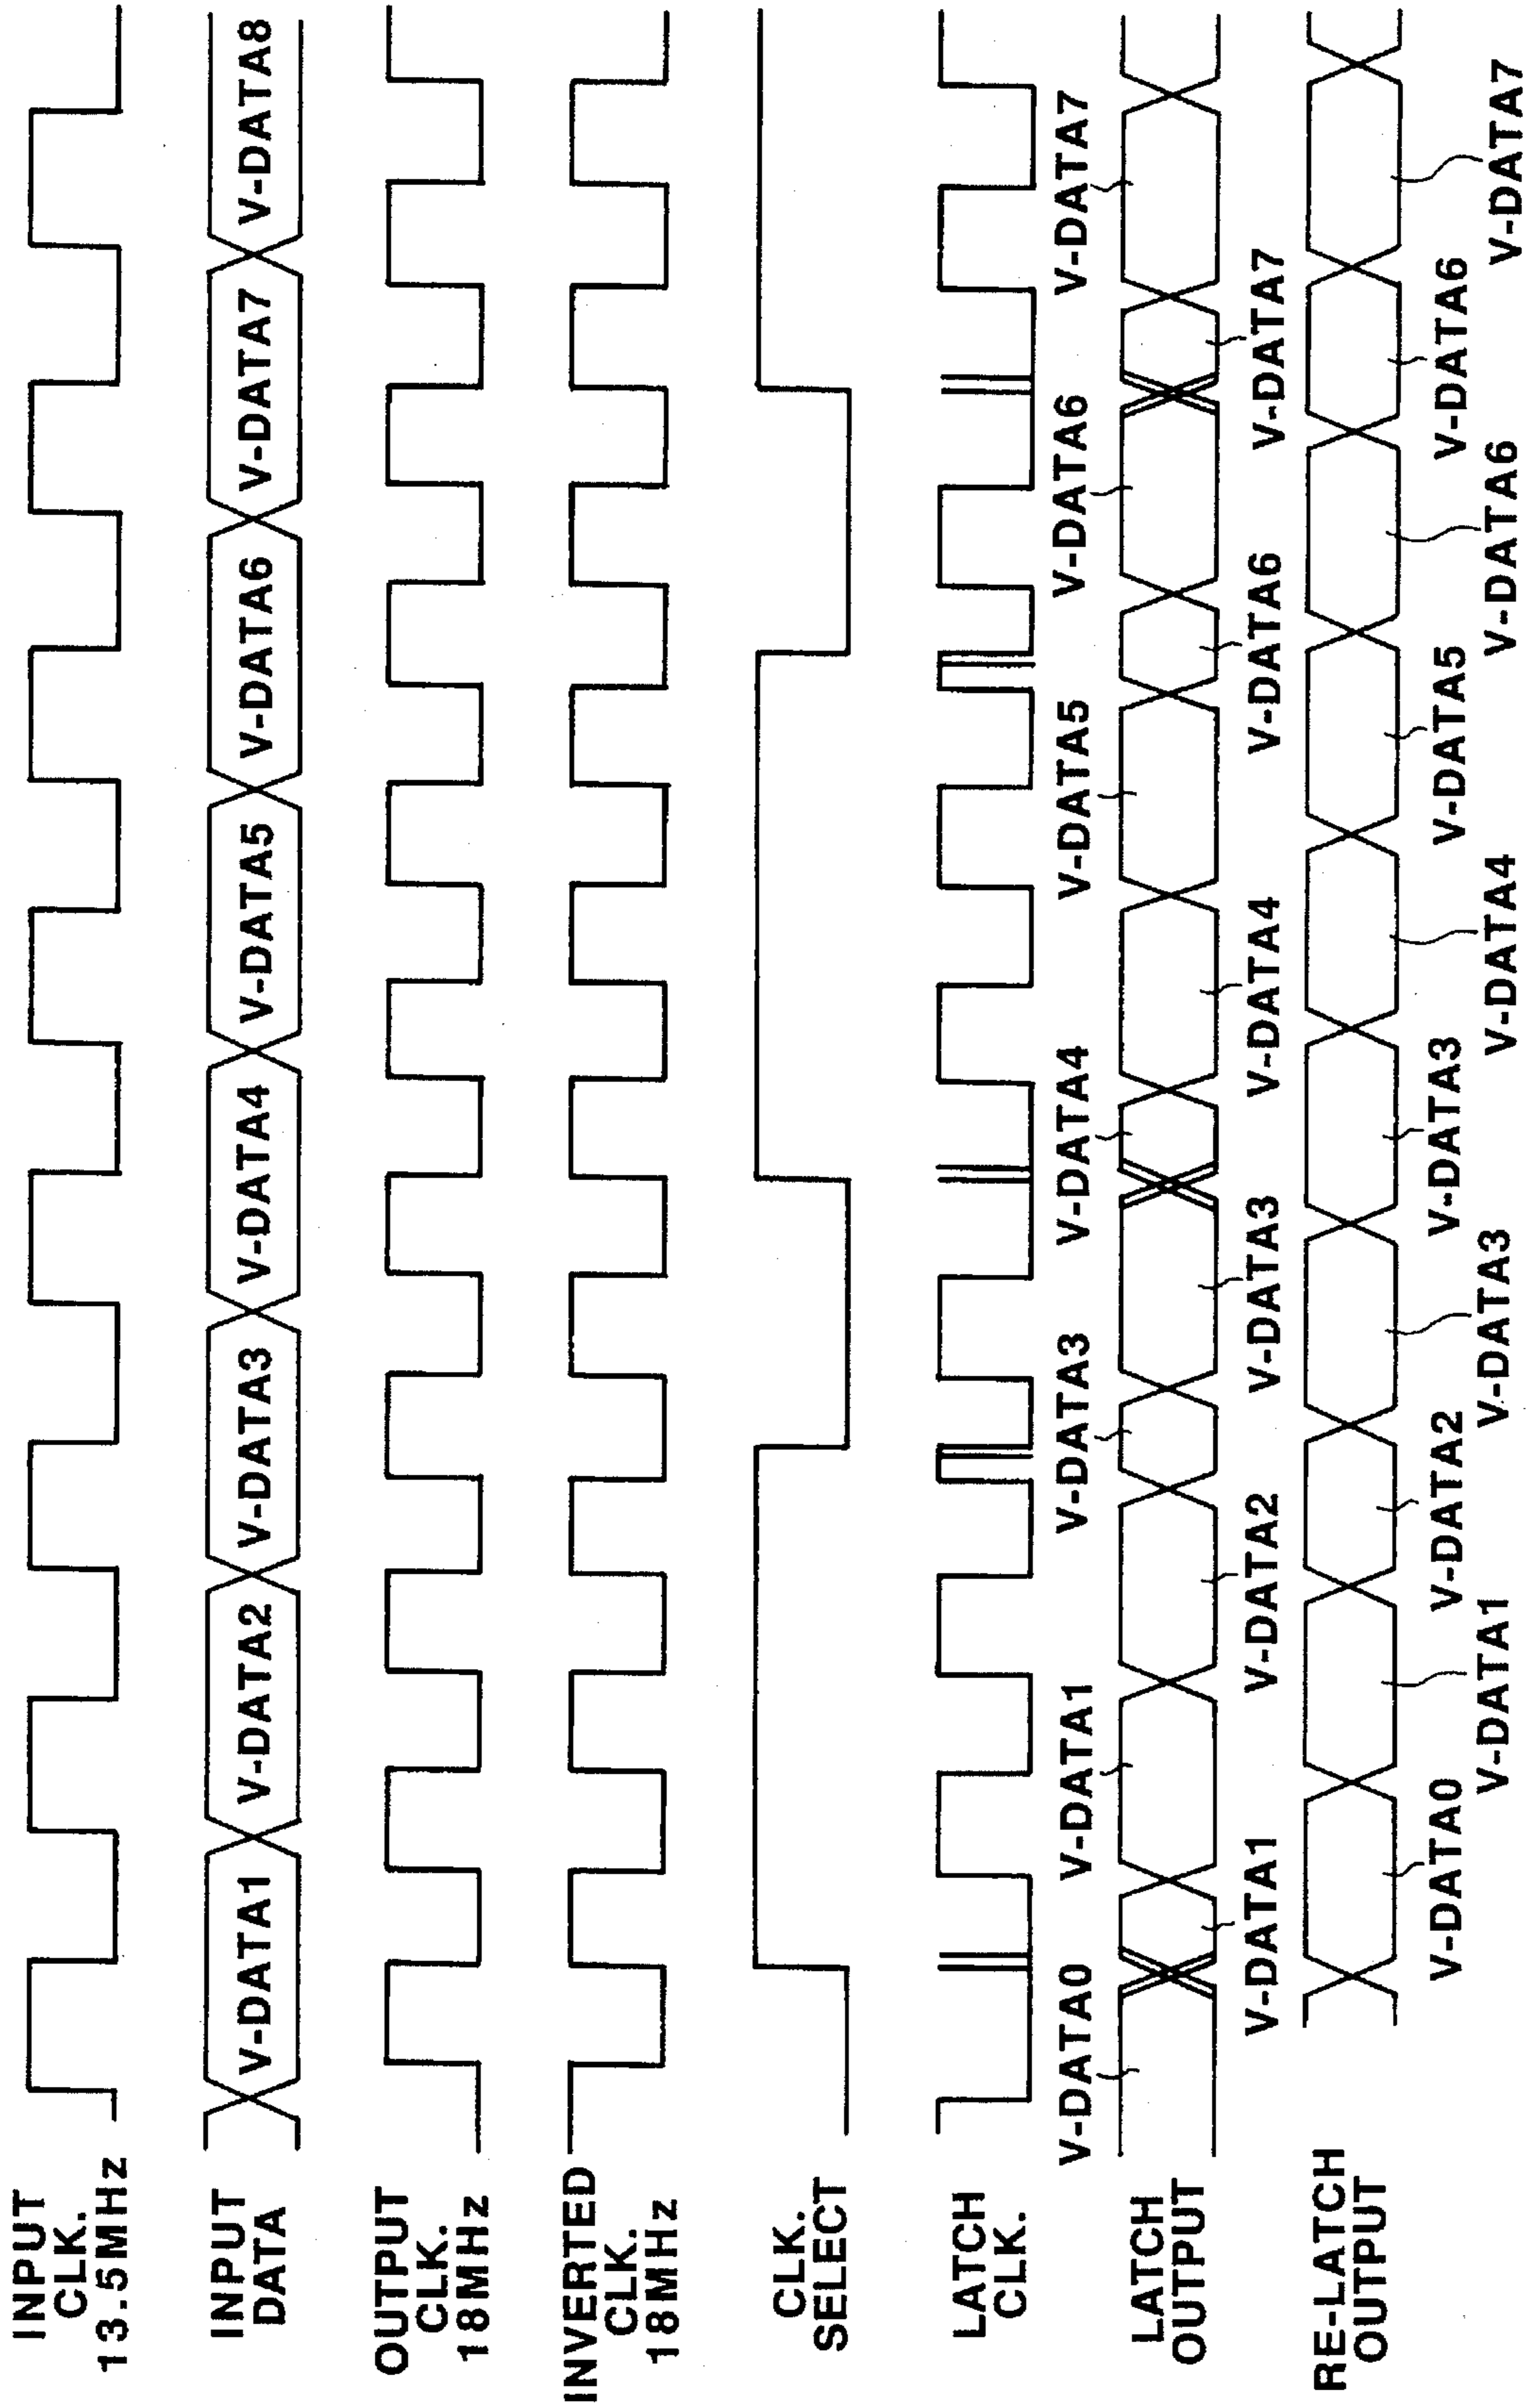 INPUT
CLK.
13.5MHz
INPUT
DATA
V-DATA1
V-DATA2
V-DATA3
V-DATA4
V-DATA5
V-DATA6
V-DATA7
V-DATA8
OUTPUT
CLK.
18MHz
INVERTED
CLK.
18MHz
CLK.
SELECT
LATCH
CLK.
V-DATA0
V-DATA1
V-DATA3
V-DATA4
V-DATA5
V-DATA6
V-DATA7
LATCH
OUTPUT
V-DATA1
V-DATA2
V-DATA3
V-DATA4
V-DATA6
V-DATA7
RE-LATCH
OUTPUT
V-DATA0
V-DATA2
V-DATA3
V-DATA5
V-DATA6
V-DATA1
V-DATA3
V-DATA4
V-DATA6
V-DATA7